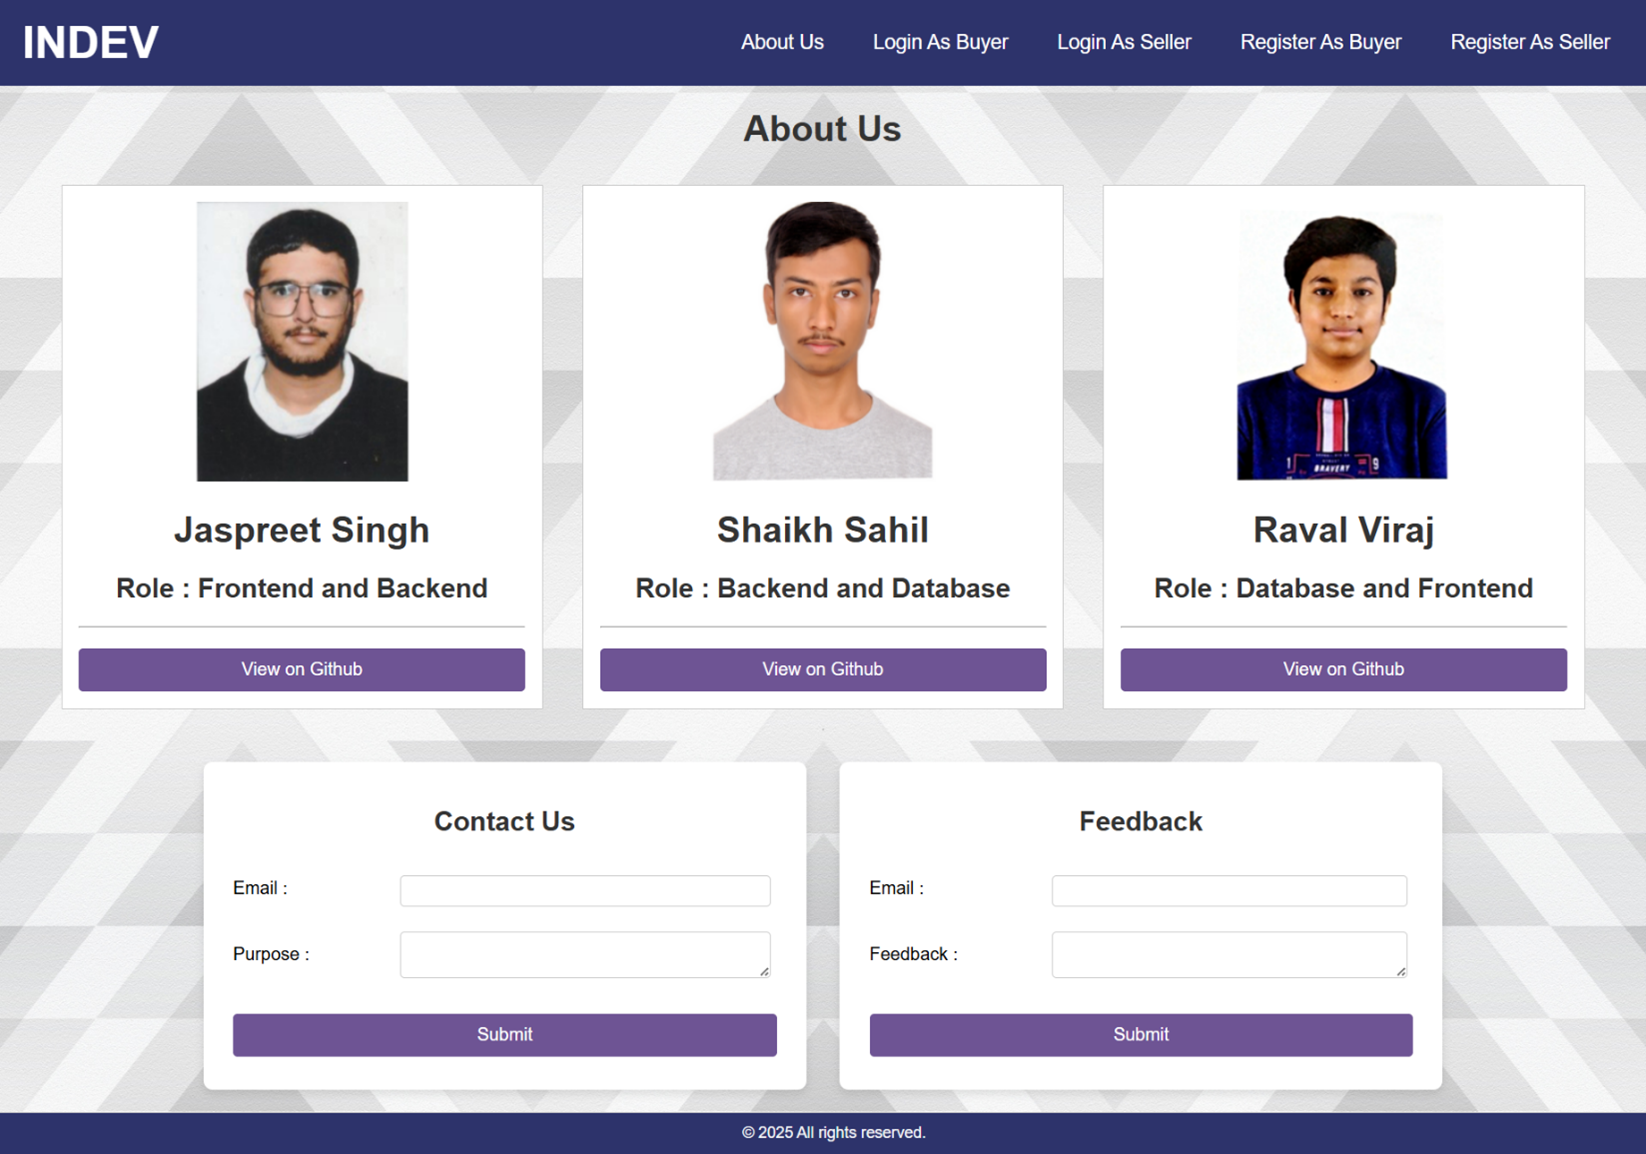 INDEV
About Us
Login As Buyer
Login As Seller
Register As Buyer
Register As Seller
About Us
1 9
BRAVERY
Jaspreet Singh
Role : Frontend and Backend
View on Github
Shaikh Sahil
Role : Backend and Database
View on Github
Raval Viraj
Role : Database and Frontend
View on Github
Contact Us
Email :
Purpose :
Submit
Feedback
Email :
Feedback :
Submit
© 2025 All rights reserved.